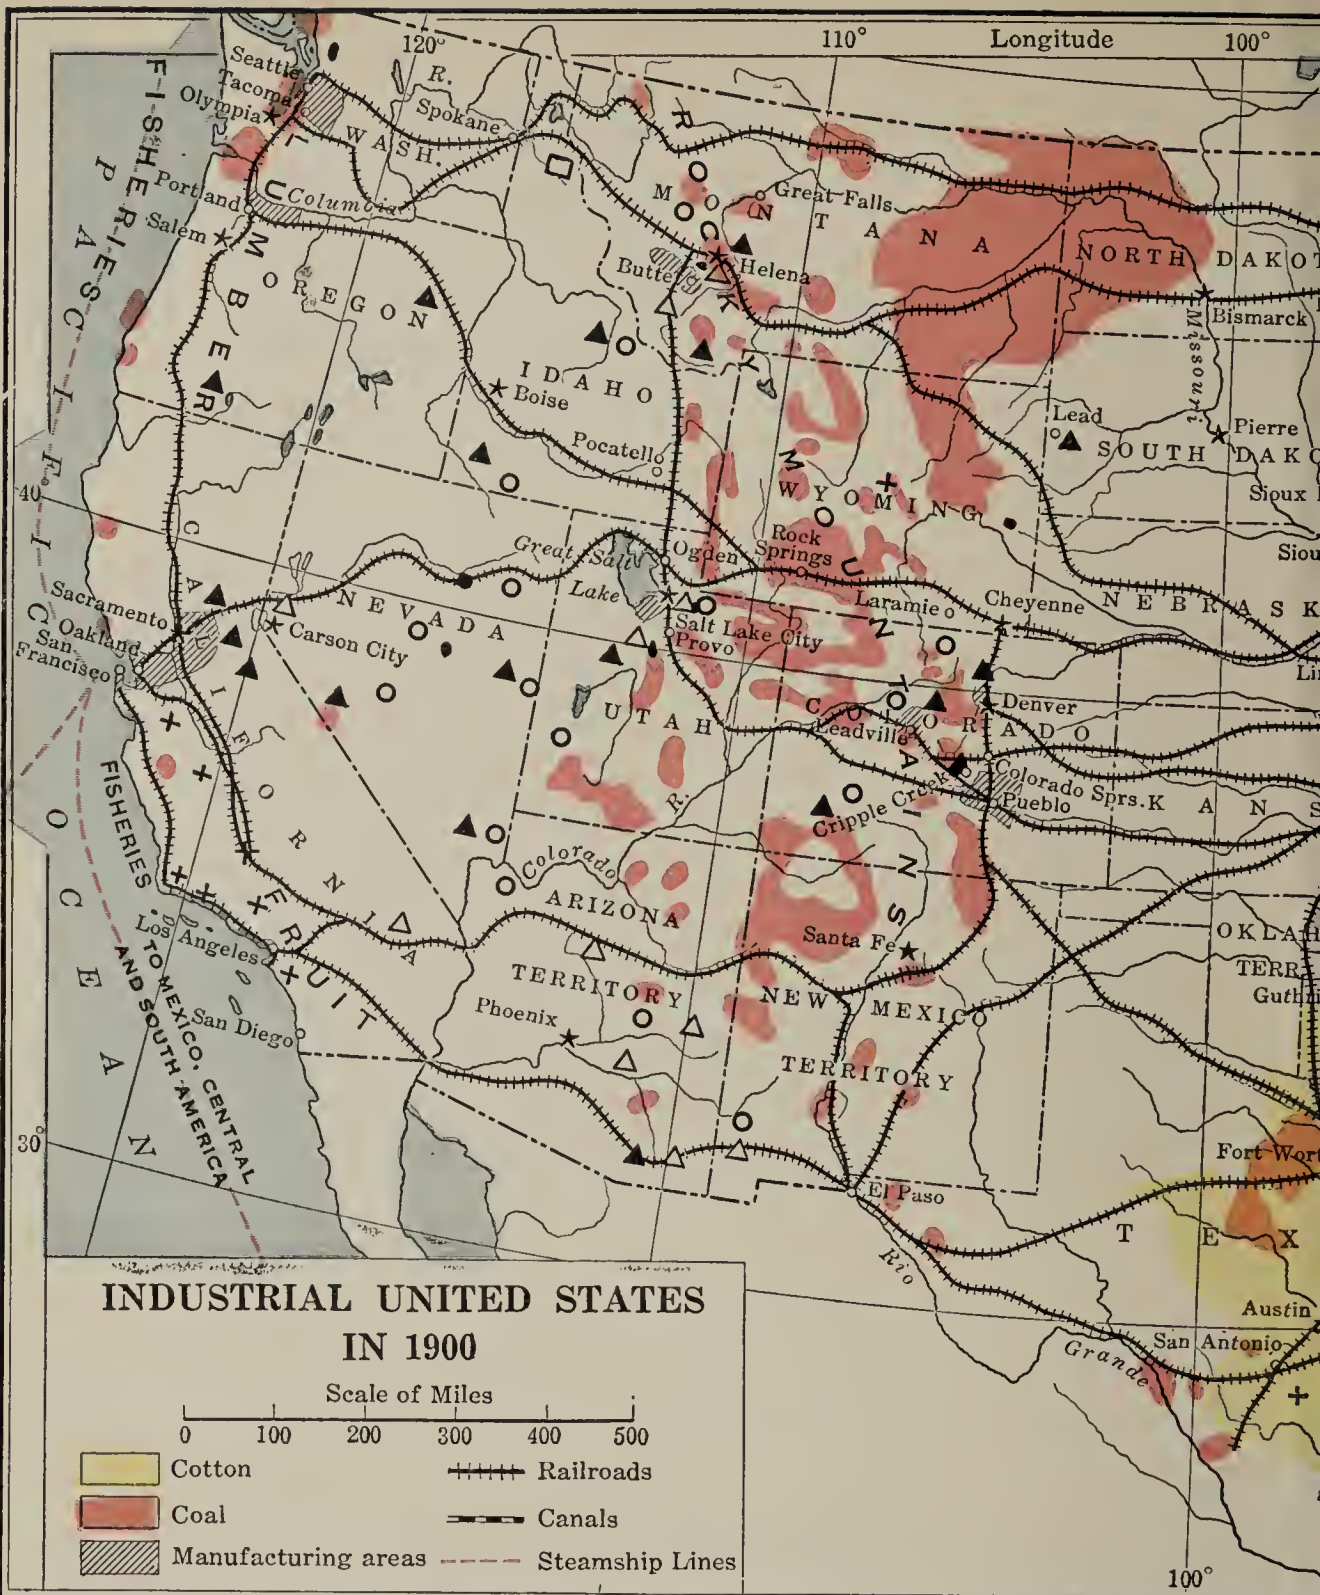 120°
110°
Longitude
100°
Seattle
Tacoma
Olympia
R.
Spokane
WASH.
FISHERIES
PACIFIC
OCEAN
LUMBER
Portland
Columbia
Salem
OREGON
ROCKY
MOUNTAINS
MONTANA
Great Falls
Butte
Helena
NORTH DAKOT
Bismarck
Missouri
IDAHO
Boise
Pocatello
Lead
Pierre
SOUTH DAKO
Sioux
Siou
WYOMING
Rock
Springs
40
Great Salt
Lake
Ogden
Laramie
Cheyenne
NEBRASK
Sacramento
Oakland
San
Francisco
CALIFORNIA
Carson City
NEVADA
Salt Lake City
Provo
Lin
UTAH
COLORADO
Denver
Leadville
Colorado Sprs.
Cripple Creek
Pueblo
KANS
R.
Colorado
FISHERIES
FRUIT
ARIZONA
TERRITORY
Santa Fe
NEW MEXICO
TERRITORY
OKLAH
TERR
Guthri
Los Angeles
TO MEXICO, CENTRAL
AND SOUTH AMERICA
Phoenix
San Diego
30°
Fort Wort
El Paso
TEX
Rio
Grande
Austin
San Antonio
INDUSTRIAL UNITED STATES
IN 1900
Scale of Miles
0 100 200 300 400 500
Cotton
Railroads
Coal
Canals
Manufacturing areas
Steamship Lines
100°